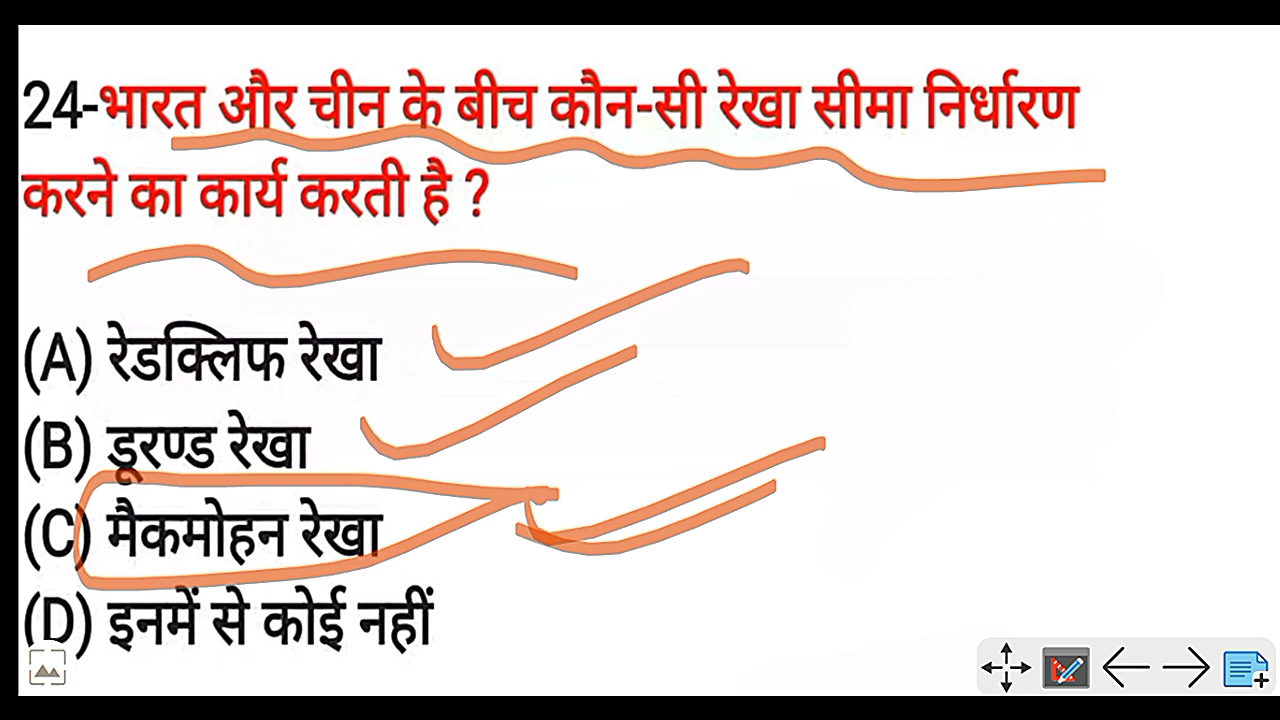 24-भारत और चीन के बीच कौन-सी रेखा सीमा निर्धारण
करने का कार्य करती है ?
(A) रेडक्लिफ रेखा
(B) डूरण्ड रेखा
(C) मैकमोहन रेखा
(D) इनमें से कोई नहीं